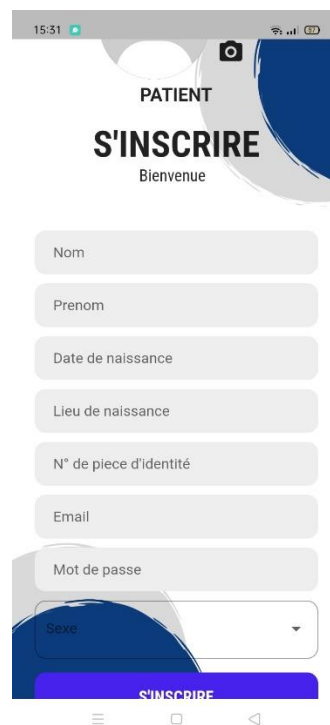 15:31
57
PATIENT
S'INSCRIRE
Bienvenue
Nom
Prenom
Date de naissance
Lieu de naissance
N° de piece d'identité
Email
Mot de passe
Sexe
S'INSCRIRE